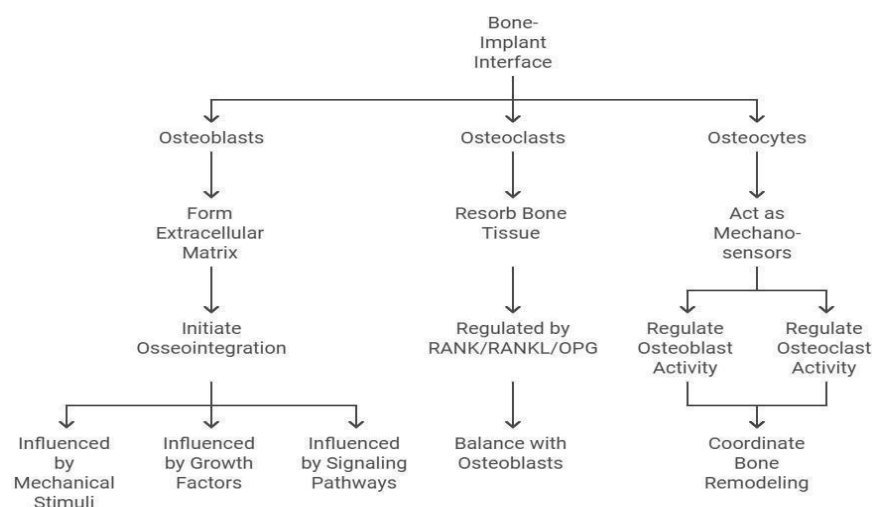 Bone-
Implant
Interface
Osteoblasts
Osteoclasts
Osteocytes
Form
Extracellular
Matrix
Resorb Bone
Tissue
Act as
Mechano-
sensors
Initiate
Osseointegration
Regulated by
RANK/RANKL/OPG
Regulate
Osteoblast
Activity
Regulate
Osteoclast
Activity
Influenced
by
Mechanical
Stimuli
Influenced
by Growth
Factors
Influenced
by Signaling
Pathways
Balance with
Osteoblasts
Coordinate
Bone
Remodeling